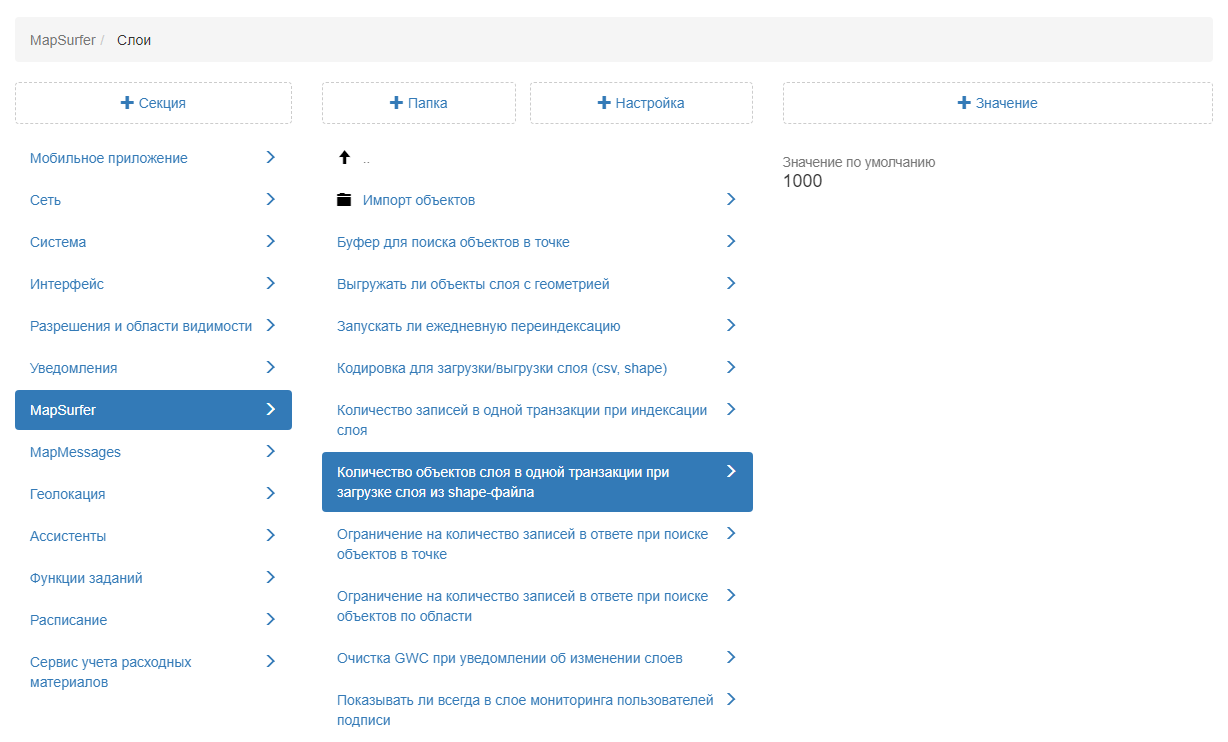 MapSurfer / Слои
Секция
Папка
Настройка
Значение
Мобильное приложение
Сеть
Система
Интерфейс
Разрешения и области видимости
Уведомления
MapSurfer
MapMessages
Геолокация
Ассистенты
Функции заданий
Расписание
Сервис учета расходных
материалов
..
Импорт объектов
Буфер для поиска объектов в точке
Выгружать ли объекты слоя с геометрией
Запускать ли ежедневную переиндексацию
Кодировка для загрузки/выгрузки слоя (csv, shape)
Количество записей в одной транзакции при индексации
слоя
Количество объектов слоя в одной транзакции при
загрузке слоя из shape-файла
Ограничение на количество записей в ответе при поиске
объектов в точке
Ограничение на количество записей в ответе при поиске
объектов по области
Очистка GWC при уведомлении об изменении слоев
Показывать ли всегда в слое мониторинга пользователей
подписи
Значение по умолчанию
1000